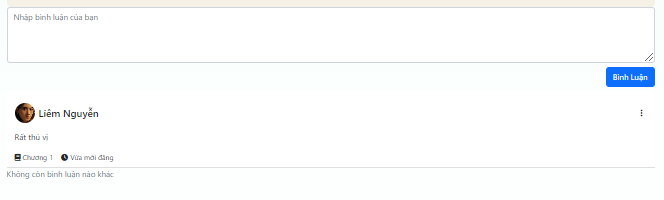 Nhập bình luận của bạn
Bình Luận
Liêm Nguyễn
Rất thú vị
Chương 1 Vừa mới đăng
Không còn bình luận nào khác